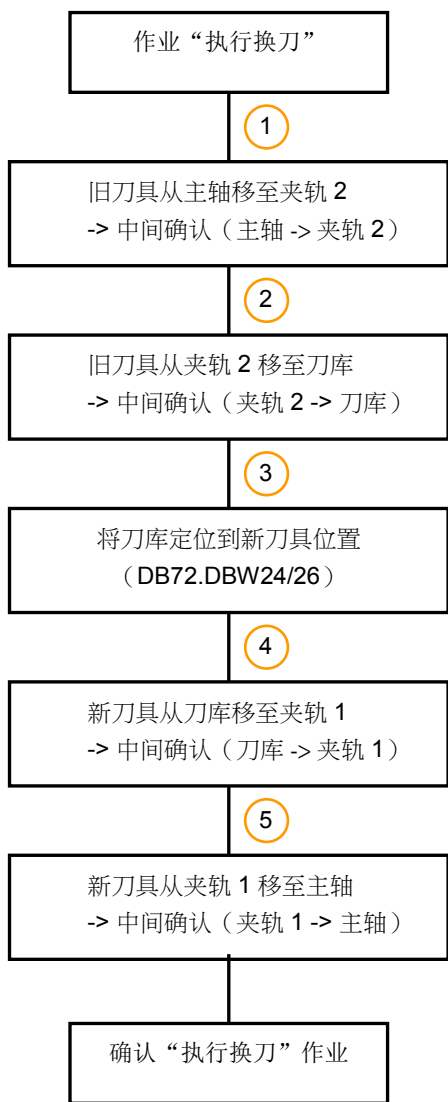 作业“执行换刀”
1
旧刀具从主轴移至夹轨 2
-> 中间确认（主轴 -> 夹轨 2）
2
旧刀具从夹轨 2 移至刀库
-> 中间确认（夹轨 2 -> 刀库）
3
将刀库定位到新刀具位置
（DB72.DBW24/26）
4
新刀具从刀库移至夹轨 1
-> 中间确认（刀库 -> 夹轨 1）
5
新刀具从夹轨 1 移至主轴
-> 中间确认（夹轨 1 -> 主轴）
确认“执行换刀”作业